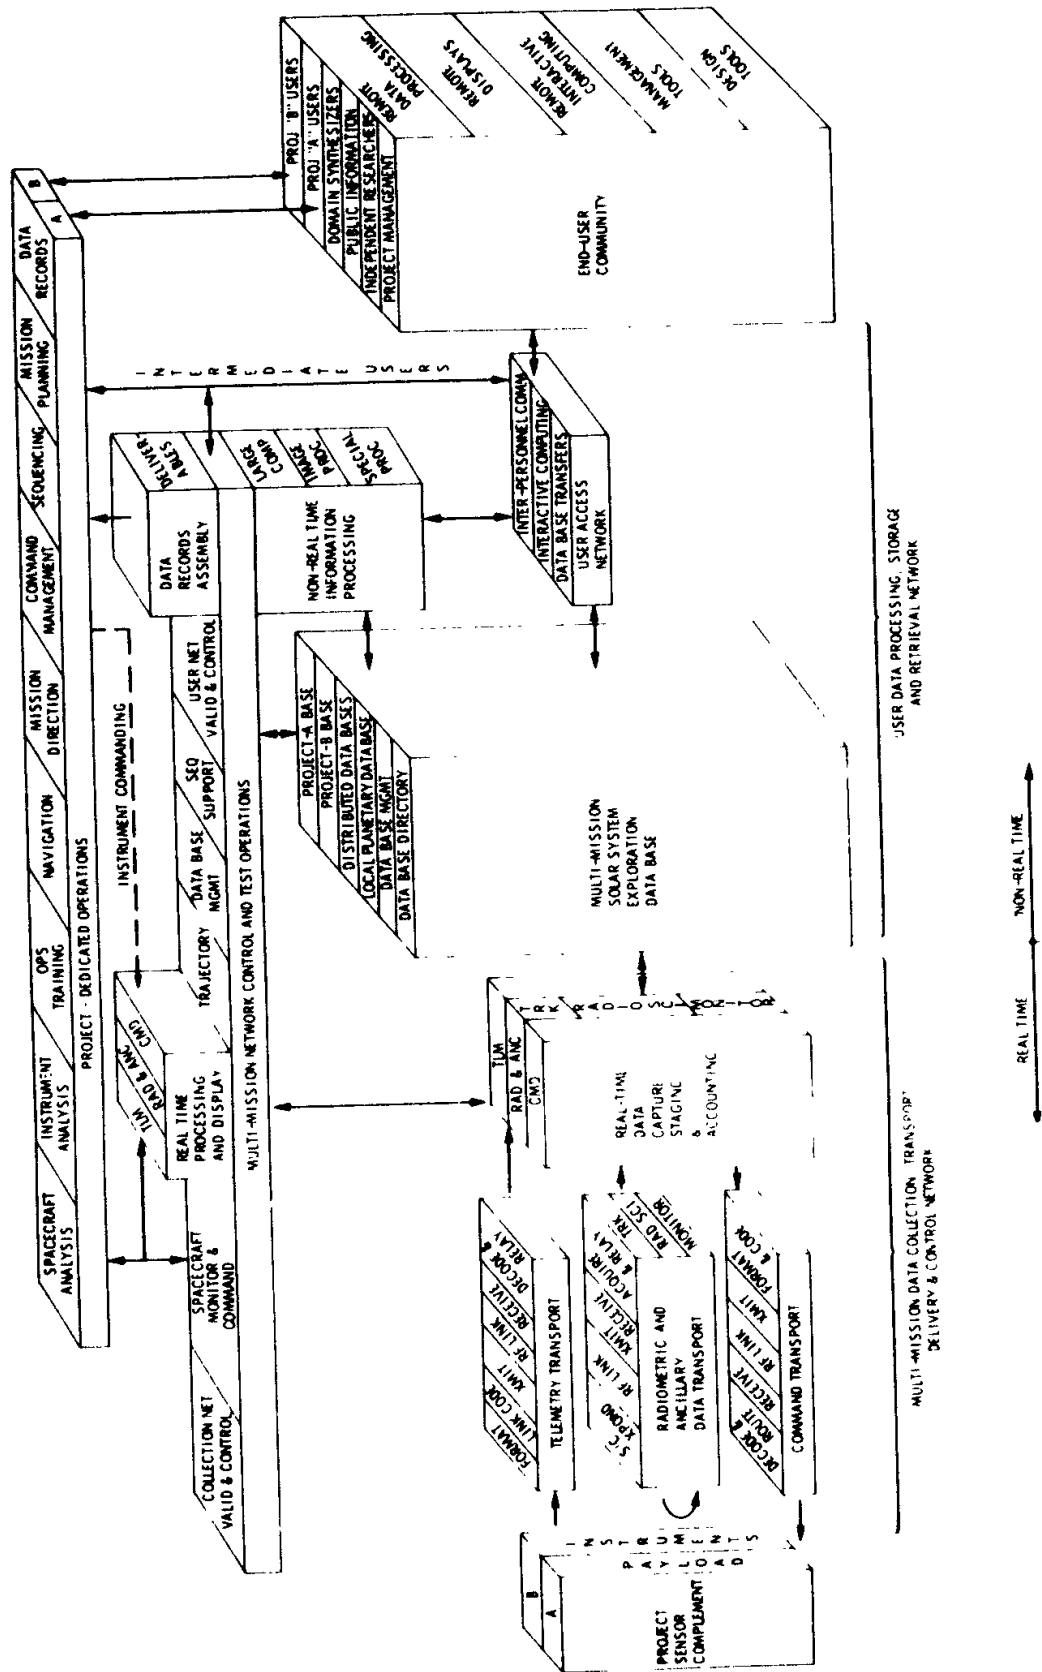 SPACECRAFT
ANALYSIS
INSTRUMENT
ANALYSIS
OPS
TRAINING
NAVIGATION
MISSION
DIRECTION
COMMAND
MANAGEMENT
SEQUENCING
MISSION
PLANNING
DATA
RECORDS
A
B
PROJECT - DEDICATED OPERATIONS
INSTRUMENT COMMANDING
TLM
RAD & ANC
CMD
REAL TIME
PROCESSING
AND DISPLAY
COLLECTION NET
VALID & CONTROL
SPACECRAFT
MONITOR &
COMMAND
TRAJECTORY
DATA BASE
MGMT
SEQ
SUPPORT
USER NET
VALID & CONTROL
MULTI-MISSION NETWORK CONTROL AND TEST OPERATIONS
DATA
RECORDS
ASSEMBLY
DELIVER-
ABLES
LARGE
COMP
IMAGE
PROC
SPECIAL
PROC
NON-REAL TIME
INFORMATION
PROCESSING
INTERMEDIATE USERS
PROJ "B" USERS
PROJ "A" USERS
DOMAIN SYNTHESIZERS
PUBLIC INFORMATION
INDEPENDENT RESEARCHERS
PROJECT MANAGEMENT
REMOTE
DATA
PROCESSING
REMOTE
DISPLAYS
REMOTE
INTERACTIVE
COMPUTING
MANAGEMENT
TOOLS
DESIGN
TOOLS
END-USER
COMMUNITY
INTER-PERSONNEL COMM
INTERACTIVE COMPUTING
DATA BASE TRANSFERS
USER ACCESS
NETWORK
PROJECT-A BASE
PROJECT-B BASE
DISTRIBUTED DATA BASES
LOCAL PLANETARY DATABASE
DATA BASE MGMT
DATA BASE DIRECTORY
MULTI-MISSION
SOLAR SYSTEM
EXPLORATION
DATA BASE
TLM
RAD & ANC
CMD
TRK RADIO SCI MONITOR
REAL-TIME
DATA
CAPTURE
STAGING
&
ACCOUNTING
FORMAT
LINK CODE
XMIT
RF LINK
RECEIVE
DECODE &
RELAY
TELEMETRY TRANSPORT
S/C
XPOND
RF LINK
XMIT
RECEIVE
ACQUIRE
& RELAY
TRK
RAD SCI
MONITOR
RADIOMETRIC AND
ANCILLARY
DATA TRANSPORT
DECODE &
ROUTE
RECEIVE
RF LINK
XMIT
FORMAT
& CODE
COMMAND TRANSPORT
B
A
INSTRUMENTS
PAYLOAD
PROJECT
SENSOR
COMPLEMENT
MULTI-MISSION DATA COLLECTION TRANSPORT
DELIVERY & CONTROL NETWORK
USER DATA PROCESSING, STORAGE
AND RETRIEVAL NETWORK
REAL TIME
NON-REAL TIME